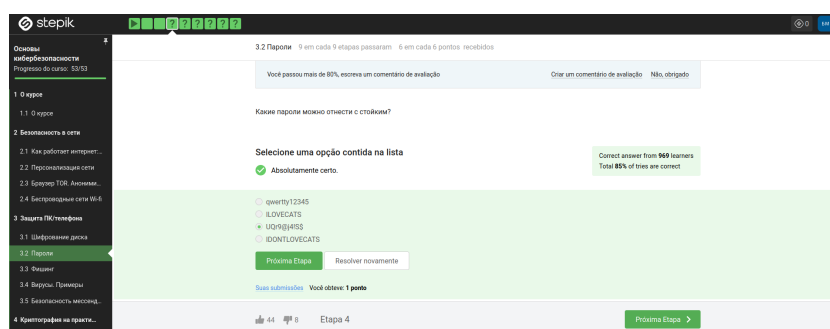 stepik
0
Основы
кибербезопасности
Progresso do curso: 53/53
1 О курсе
1.1 О курсе
2 Безопасность в сети
2.1 Как работает интернет:...
2.2 Персонализация сети
2.3 Браузер TOR. Аноними...
2.4 Беспроводные сети Wi-fi
3 Защита ПК/телефона
3.1 Шифрование диска
3.2 Пароли
3.3 Фишинг
3.4 Вирусы. Примеры
3.5 Безопасность мессенд...
4 Криптография на практи...
3.2 Пароли 9 em cada 9 etapas passaram 6 em cada 6 pontos recebidos
Você passou mais de 80%, escreva um comentário de avaliação Criar um comentário de avaliação Não, obrigado
Какие пароли можно отнести с стойким?
Selecione uma opção contida na lista
Absolutamente certo.
Correct answer from 969 learners
Total 85% of tries are correct
qwertty12345
ILOVECATS
UQr9@j4!S$
IDONTLOVECATS
Próxima Etapa Resolver novamente
Suas submissões Você obteve: 1 ponto
44 8 Etapa 4 Próxima Etapa